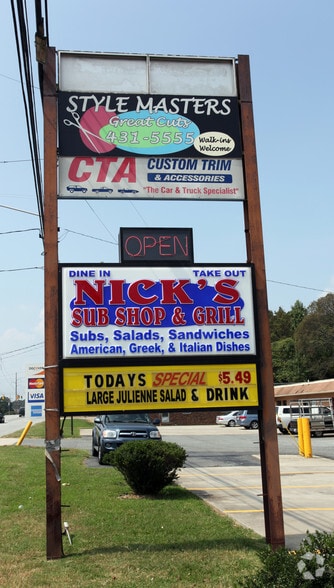 STYLE MASTERS
Great Cuts
431-5555
Walk-ins
Welcome
CTA
CUSTOM TRIM
& ACCESSORIES
"The Car & Truck Specialist"
OPEN
DINE IN TAKE OUT
NICK'S
SUB SHOP & GRILL
Subs, Salads, Sandwiches
American, Greek, & Italian Dishes
TODAYS SPECIAL $5.49
LARGE JULIENNE SALAD & DRINK
VISA